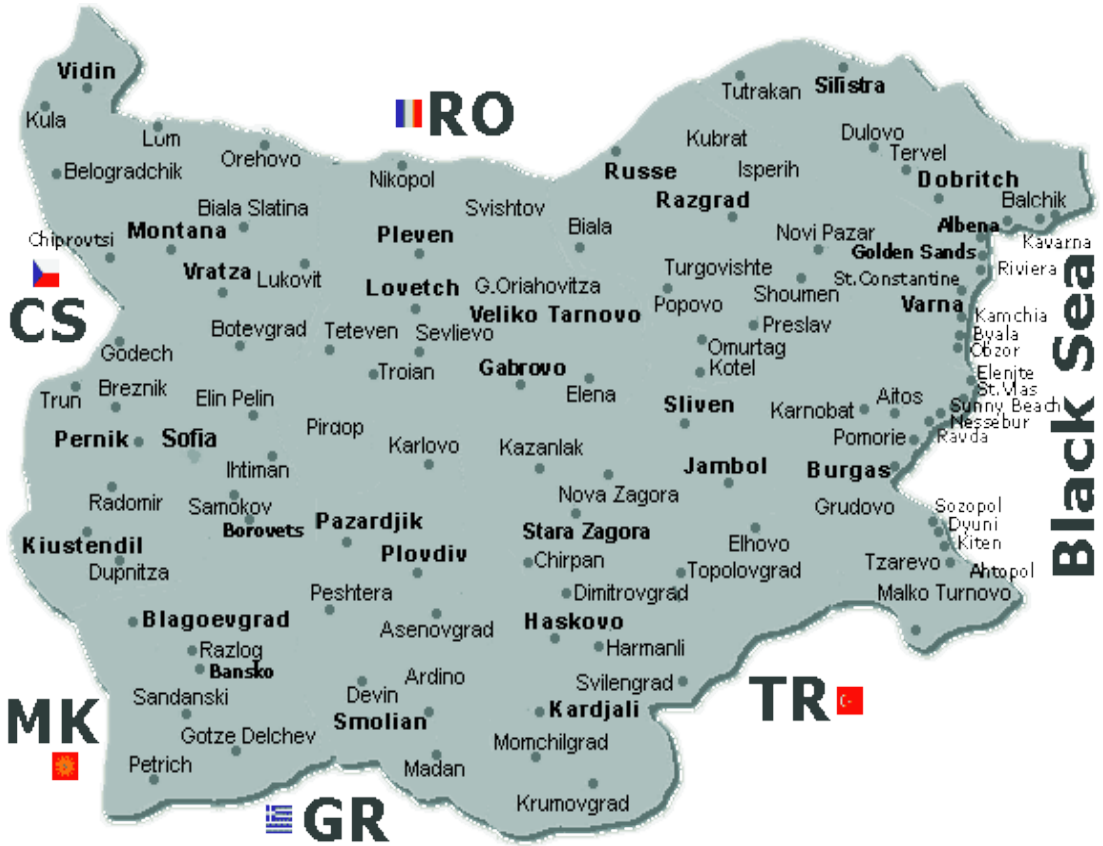 Vidin
Kula
Lum
Orehovo
Belogradchik
RO
Nikopol
Tutrakan
Silistra
Kubrat
Dulovo
Tervel
Isperih
Russe
Dobritch
Razgrad
Svishtov
Biala Slatina
Balchik
Chiprovtsi
Montana
Pleven
Biala
Novi Pazar
Albena
Kavarna
Golden Sands
Vratza
Lukovit
Turgovishte
Riviera
St.Constantine
CS
Lovetch
G.Oriahovitza
Popovo
Shoumen
Varna
Veliko Tarnovo
Kamchia
Botevgrad
Teteven
Sevlievo
Preslav
Byala
Godech
Omurtag
Obzor
Black Sea
Troian
Gabrovo
Kotel
Elenite
Trun
Breznik
Elena
St.Vlas
Elin Pelin
Sliven
Karnobat
Aitos
Sunny Beach
Nessebur
Pernik
Sofia
Pirdop
Karlovo
Kazanlak
Pomorie
Ravda
Ihtiman
Jambol
Burgas
Radomir
Nova Zagora
Samokov
Grudovo
Sozopol
Borovets
Pazardjik
Stara Zagora
Dyuni
Kiustendil
Plovdiv
Elhovo
Kiten
Dupnitza
Chirpan
Topolovgrad
Tzarevo
Ahtopol
Peshtera
Dimitrovgrad
Malko Turnovo
Blagoevgrad
Asenovgrad
Haskovo
Razlog
Harmanli
Bansko
Ardino
Svilengrad
Sandanski
Devin
TR
MK
Smolian
Kardjali
Gotze Delchev
Momchilgrad
Petrich
Madan
Krumovgrad
GR